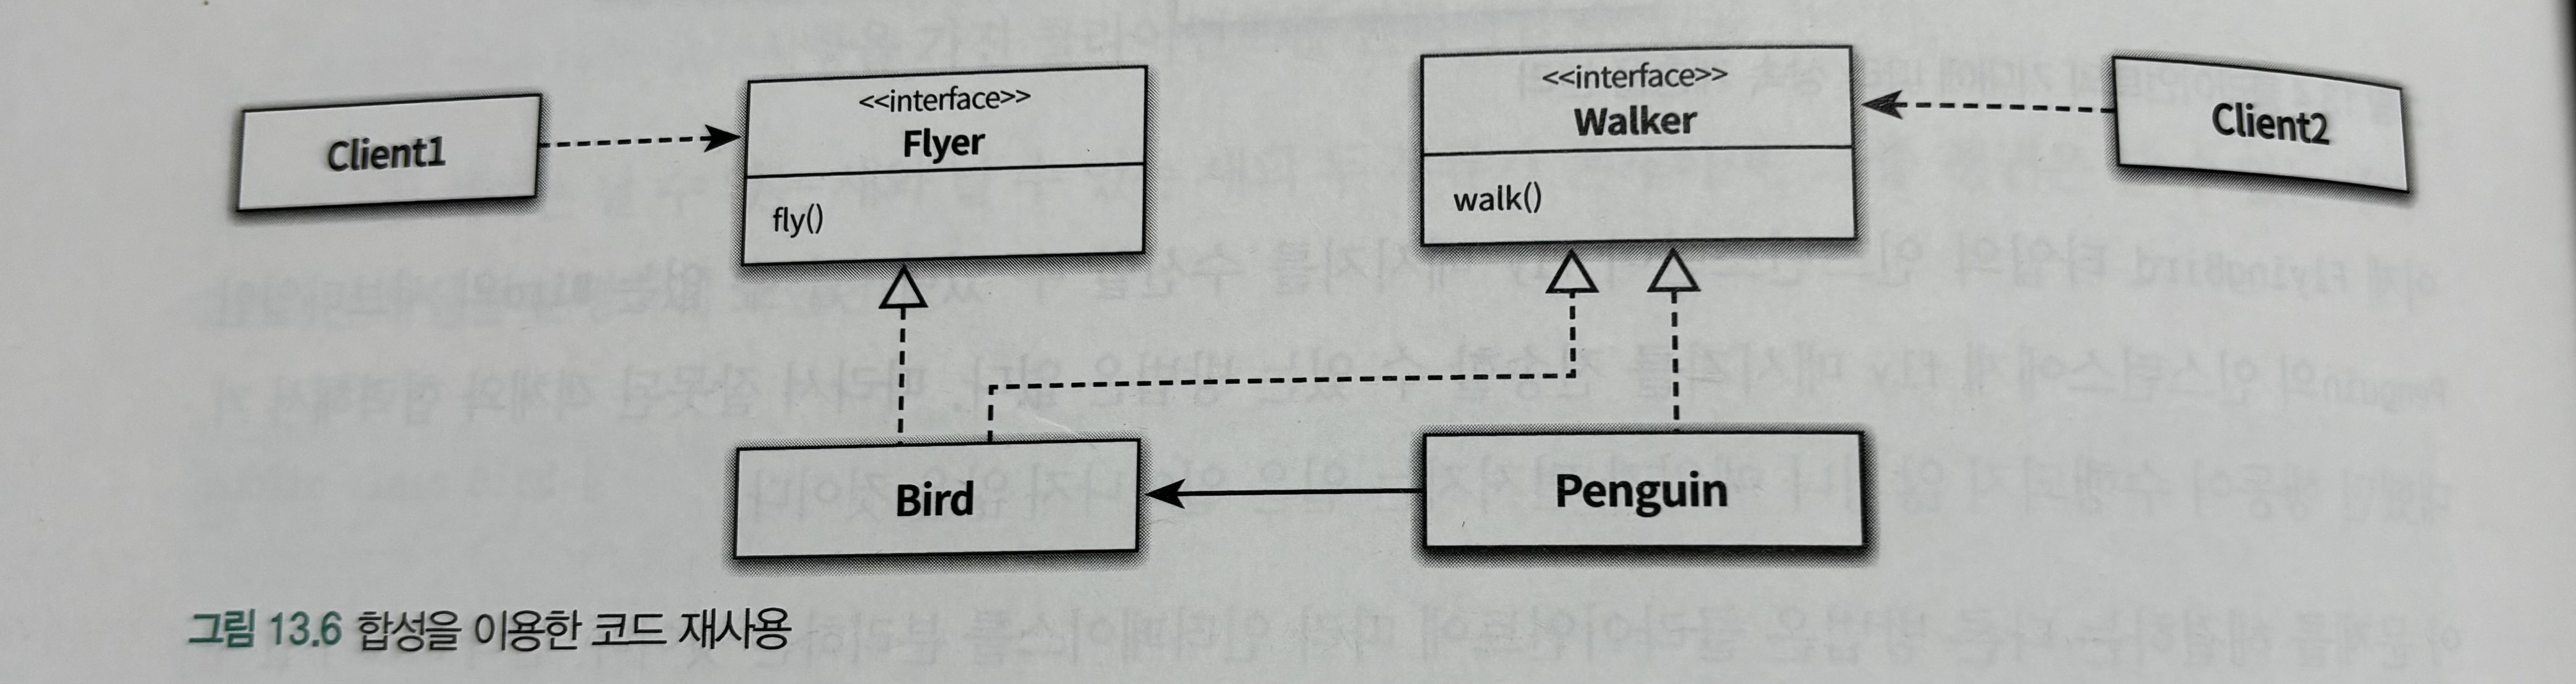 Client1
<<interface>>
Flyer
fly()
<<interface>>
Walker
walk()
Client2
Bird
Penguin
그림 13.6 합성을 이용한 코드 재사용